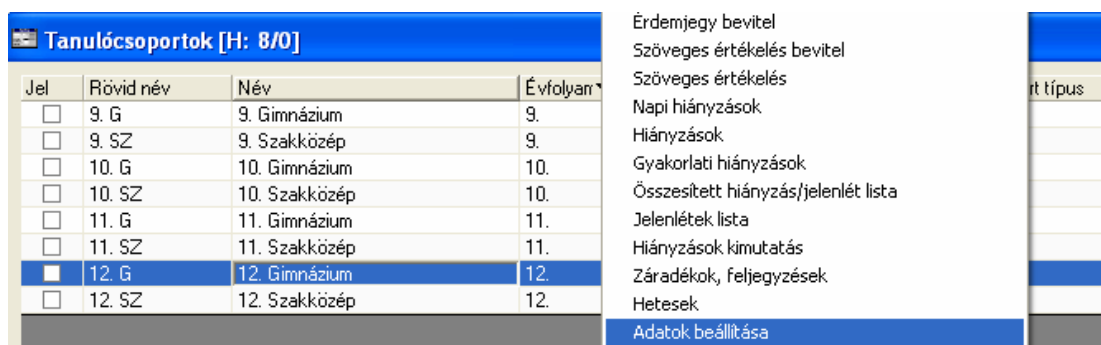 Tanulócsoportok [H: 8/0]
Jel Rövid név Név Évfolyam rt típus
9. G 9. Gimnázium 9.
9. SZ 9. Szakközép 9.
10. G 10. Gimnázium 10.
10. SZ 10. Szakközép 10.
11. G 11. Gimnázium 11.
11. SZ 11. Szakközép 11.
12. G 12. Gimnázium 12.
12. SZ 12. Szakközép 12.
Érdemjegy bevitel
Szöveges értékelés bevitel
Szöveges értékelés
Napi hiányzások
Hiányzások
Gyakorlati hiányzások
Összesített hiányzás/jelenlét lista
Jelenlétek lista
Hiányzások kimutatás
Záradékok, feljegyzések
Hetesek
Adatok beállítása